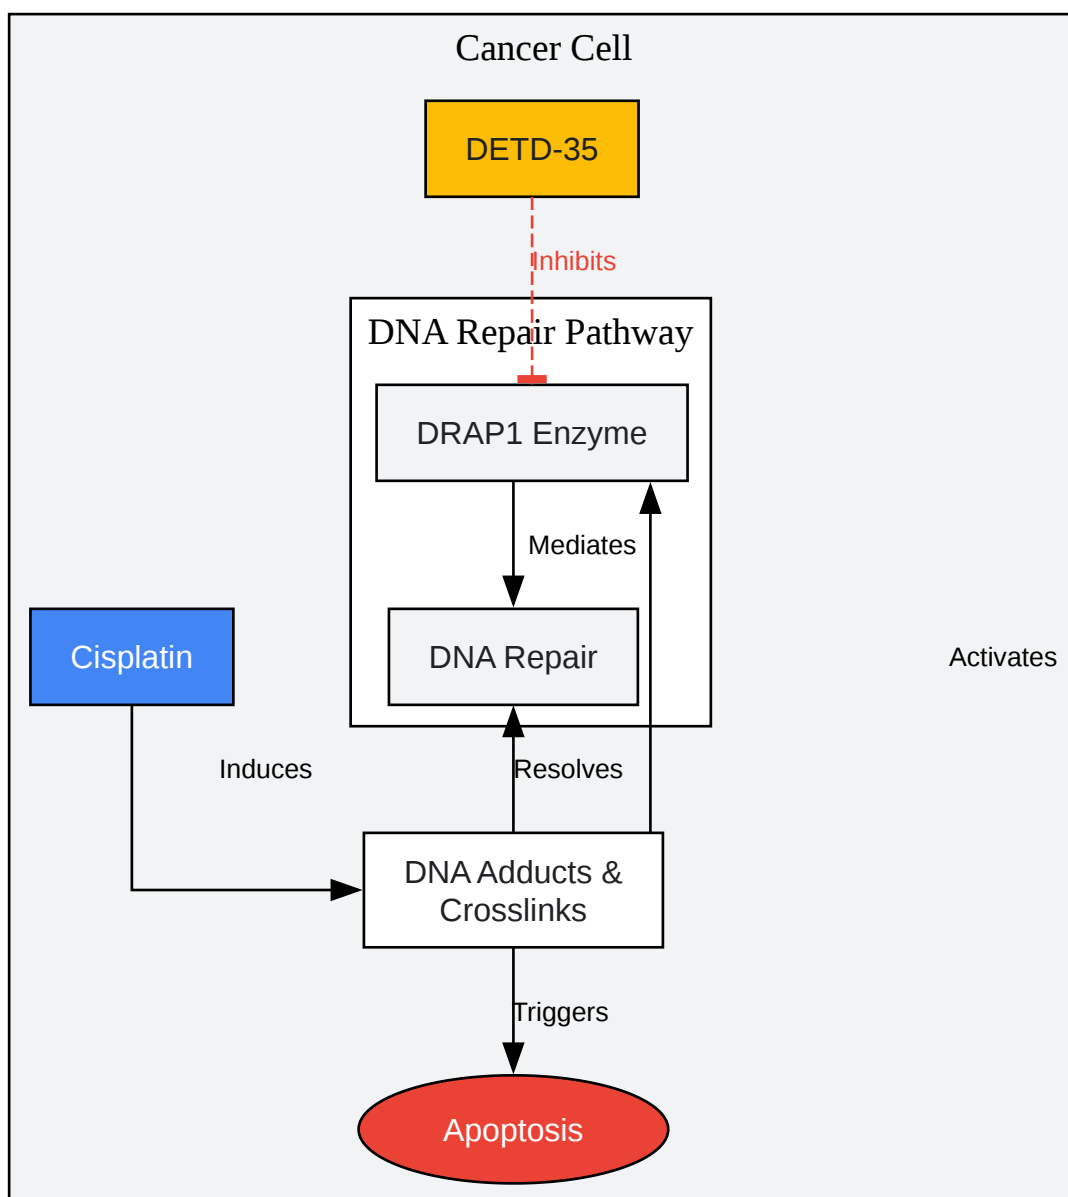 Cancer Cell
DETD-35
Inhibits
DNA Repair Pathway
DRAP1 Enzyme
Mediates
Cisplatin
DNA Repair
Activates
Induces
Resolves
DNA Adducts &
Crosslinks
Triggers
Apoptosis